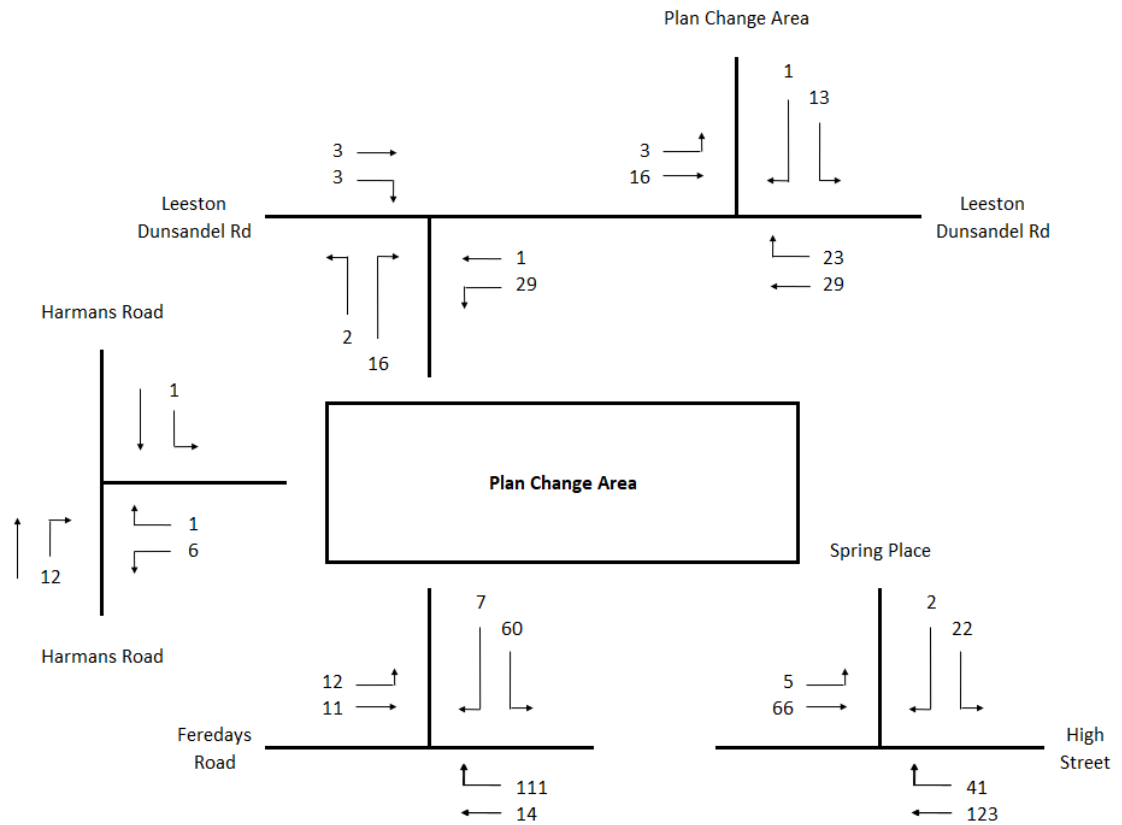 Plan Change Area
1
13
3
3
3
16
Leeston
Dunsandel Rd
Leeston
Dunsandel Rd
1
29
23
29
2
16
Harmans Road
1
Plan Change Area
1
6
12
Harmans Road
Spring Place
7
60
2
22
12
11
5
66
Feredays
Road
High
Street
111
14
41
123